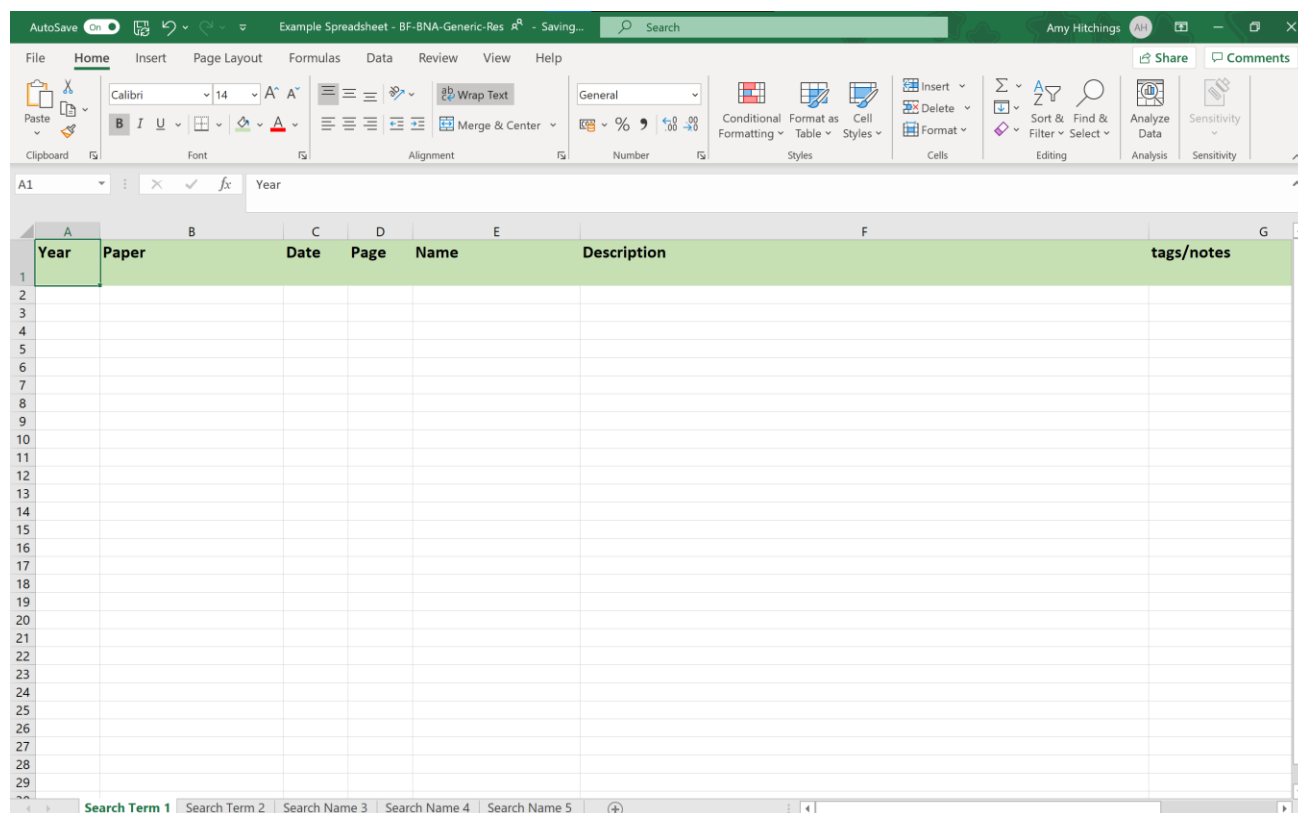 AutoSave On Example Spreadsheet - BF-BNA-Generic-Res - Saving... Search Amy Hitchings AH
File Home Insert Page Layout Formulas Data Review View Help Share Comments
Calibri 14 A^ A˅ ab Wrap Text General Insert Σ
Paste B I U A Merge & Center % 9 .00 Conditional Format as Cell Delete Sort & Find & Analyze Sensitivity
Formatting Table Styles Format Filter Select Data
Clipboard Font Alignment Number Styles Cells Editing Analysis Sensitivity
A1 fx Year
A B C D E F G
1 Year Paper Date Page Name Description tags/notes
2
3
4
5
6
7
8
9
10
11
12
13
14
15
16
17
18
19
20
21
22
23
24
25
26
27
28
29
Search Term 1 Search Term 2 Search Name 3 Search Name 4 Search Name 5